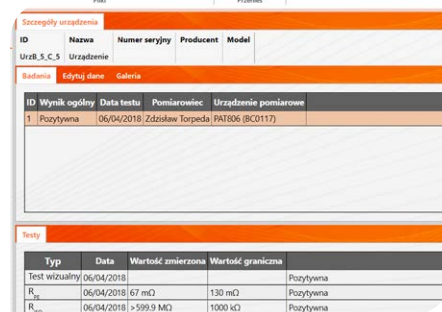 Pliki Przenieś
Szczegóły urządzenia
ID Nazwa Numer seryjny Producent Model
UrzB_5_C_5 Urządzenie
Badania Edytuj dane Galeria
ID Wynik ogólny Data testu Pomiarowiec Urządzenie pomiarowe
1 Pozytywna 06/04/2018 Zdzisław Torpeda PAT806 (BC0117)
Testy
Typ Data Wartość zmierzona Wartość graniczna
Test wizualny 06/04/2018 Pozytywna
R PE 06/04/2018 67 mΩ 130 mΩ Pozytywna
R 06/04/2018 >599.9 MΩ 1000 kΩ Pozytywna